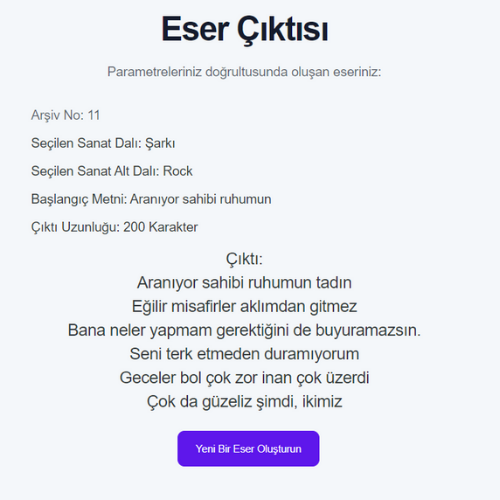 Eser Çıktısı
Parametreleriniz doğrultusunda oluşan eseriniz:
Arşiv No: 11
Seçilen Sanat Dalı: Şarkı
Seçilen Sanat Alt Dalı: Rock
Başlangıç Metni: Aranıyor sahibi ruhumun
Çıktı Uzunluğu: 200 Karakter
Çıktı:
Aranıyor sahibi ruhumun tadın
Eğilir misafirler aklımdan gitmez
Bana neler yapmam gerektiğini de buyuramazsın.
Seni terk etmeden duramıyorum
Geceler bol çok zor inan çok üzerdi
Çok da güzeliz şimdi, ikimiz
Yeni Bir Eser Oluşturun